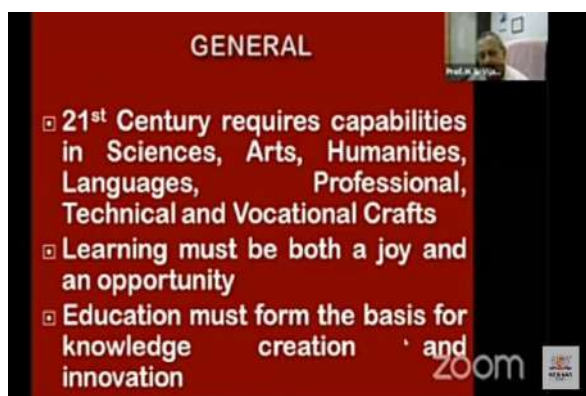 GENERAL
21st Century requires capabilities
in Sciences, Arts, Humanities,
Languages, Professional,
Technical and Vocational Crafts
Learning must be both a joy and
an opportunity
Education must form the basis for
knowledge creation and
innovation
zoom